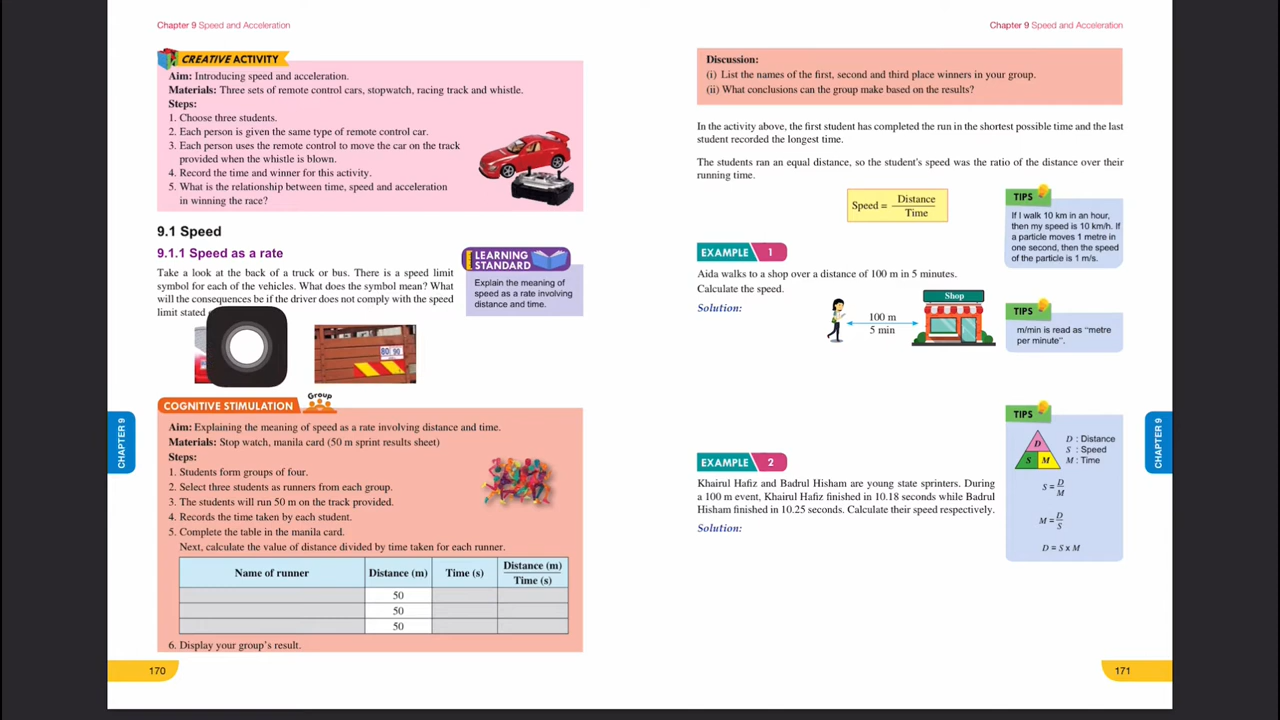 Chapter 9 Speed and Acceleration
CREATIVE ACTIVITY
Aim: Introducing speed and acceleration.
Materials: Three sets of remote control cars, stopwatch, racing track and whistle.
Steps:
1. Choose three students.
2. Each person is given the same type of remote control car.
3. Each person uses the remote control to move the car on the track
provided when the whistle is blown.
4. Record the time and winner for this activity.
5. What is the relationship between time, speed and acceleration
in winning the race?
9.1 Speed
9.1.1 Speed as a rate
Take a look at the back of a truck or bus. There is a speed limit
symbol for each of the vehicles. What does the symbol mean? What
will the consequences be if the driver does not comply with the speed
limit stated
LEARNING
STANDARD
Explain the meaning of
speed as a rate involving
distance and time.
80 90
COGNITIVE STIMULATION
Group
Aim: Explaining the meaning of speed as a rate involving distance and time.
Materials: Stop watch, manila card (50 m sprint results sheet)
Steps:
1. Students form groups of four.
2. Select three students as runners from each group.
3. The students will run 50 m on the track provided.
4. Records the time taken by each student.
5. Complete the table in the manila card.
Next, calculate the value of distance divided by time taken for each runner.
Name of runner Distance (m) Time (s) Distance (m)
Time (s)
50
50
50
6. Display your group's result.
CHAPTER 9
170
Chapter 9 Speed and Acceleration
Discussion:
(i) List the names of the first, second and third place winners in your group.
(ii) What conclusions can the group make based on the results?
In the activity above, the first student has completed the run in the shortest possible time and the last
student recorded the longest time.
The students ran an equal distance, so the student's speed was the ratio of the distance over their
running time.
Speed = Distance
Time
TIPS
If I walk 10 km in an hour,
then my speed is 10 km/h. If
a particle moves 1 metre in
one second, then the speed
of the particle is 1 m/s.
EXAMPLE 1
Aida walks to a shop over a distance of 100 m in 5 minutes.
Calculate the speed.
Solution:
Shop
100 m
5 min
TIPS
m/min is read as “metre
per minute”.
TIPS
D
S M
D : Distance
S : Speed
M : Time
S = D
M
M = D
S
D = S x M
EXAMPLE 2
Khairul Hafiz and Badrul Hisham are young state sprinters. During
a 100 m event, Khairul Hafiz finished in 10.18 seconds while Badrul
Hisham finished in 10.25 seconds. Calculate their speed respectively.
Solution:
CHAPTER 9
171